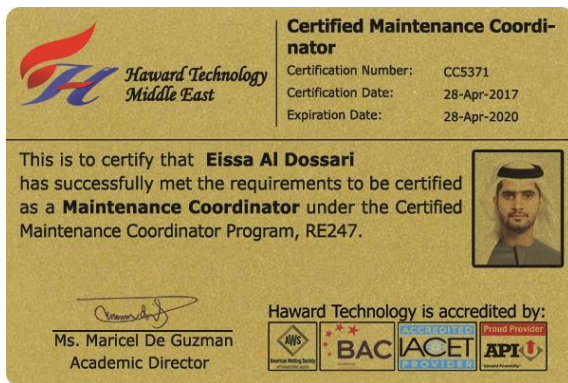 Haward Technology
Middle East
Certified Maintenance Coordi-
nator
Certification Number: CC5371
Certification Date: 28-Apr-2017
Expiration Date: 28-Apr-2020
This is to certify that Eissa Al Dossari
has successfully met the requirements to be certified
as a Maintenance Coordinator under the Certified
Maintenance Coordinator Program, RE247.
Ms. Maricel De Guzman
Academic Director
Haward Technology is accredited by:
AWS
American Welding Society
BAC
ACCREDITED
IACET
PROVIDER
Proud Provider
API